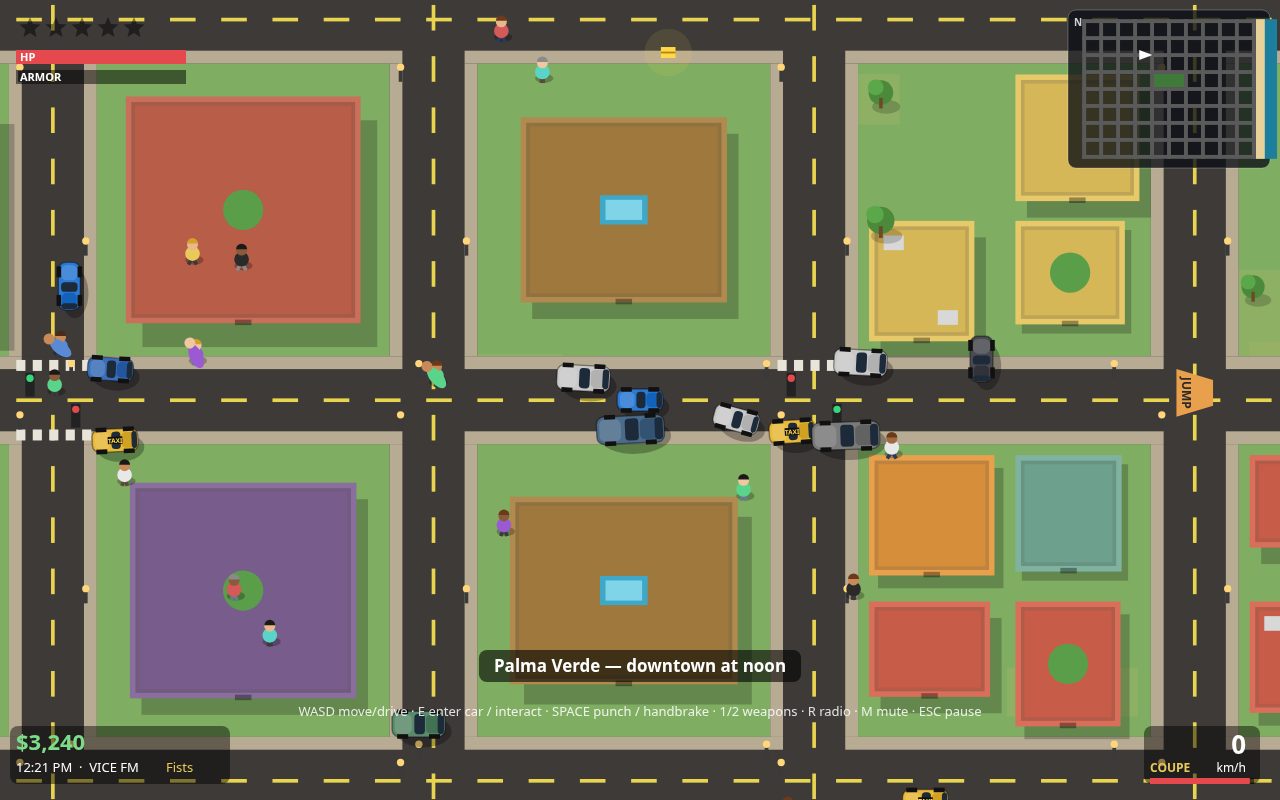 N
HP
ARMOR
JUMP
TAXI
TAXI
Palma Verde — downtown at noon
WASD move/drive · E enter car / interact · SPACE punch / handbrake · 1/2 weapons · R radio · M mute · ESC pause
$3,240
12:21 PM · VICE FM Fists
0
COUPE km/h